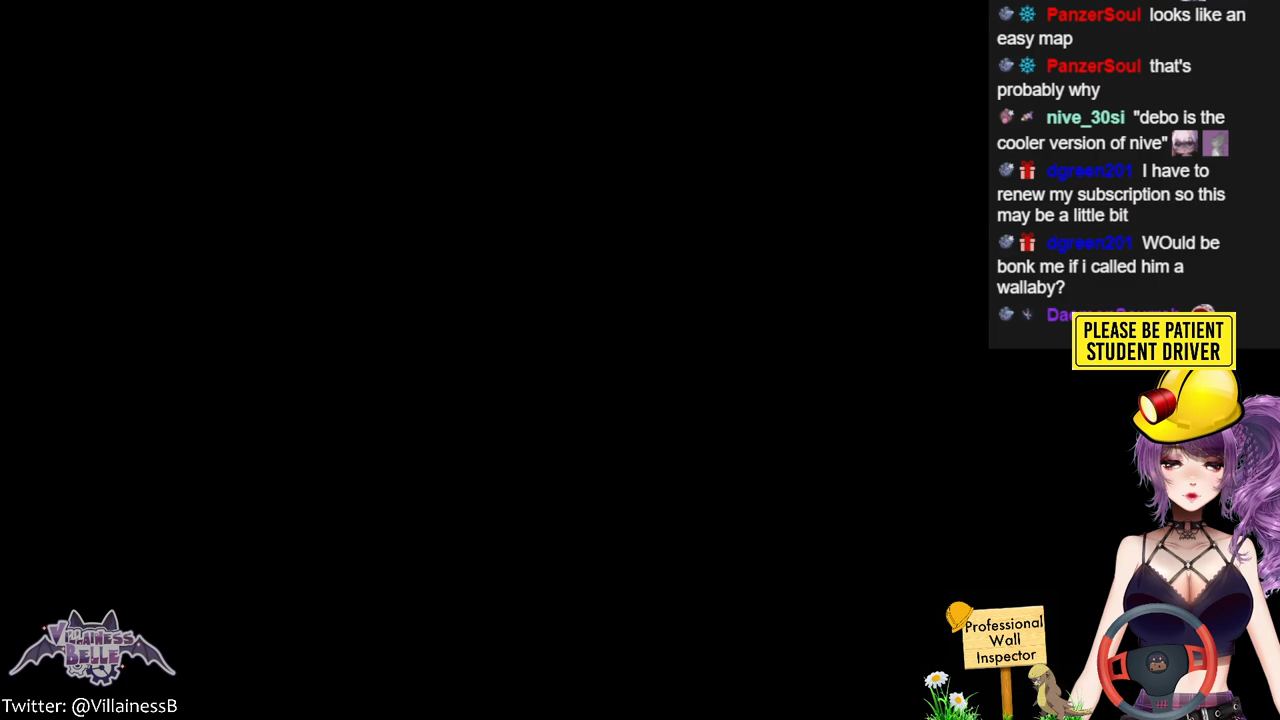 PanzerSoul looks like an
easy map
PanzerSoul that's
probably why
nive_30si "debo is the
cooler version of nive"
dgreen201 I have to
renew my subscription so this
may be a little bit
dgreen201 WOuld be
bonk me if i called him a
wallaby?
PLEASE BE PATIENT
STUDENT DRIVER
Professional
Wall
Inspector
VILLAINESS
BELLE
Twitter: @VillainessB